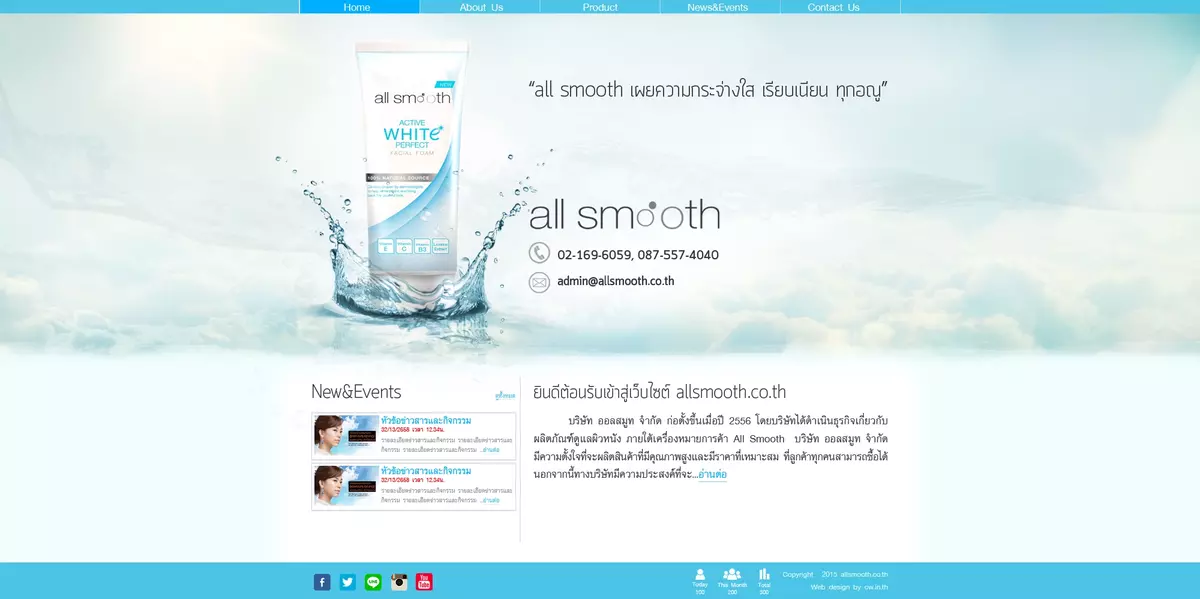 Home About Us Product News&Events Contact Us
“all smooth เผยความกระจ่างใส เรียบเนียน ทุกอณู”
NEW
all smooth
ACTIVE
WHITE
PERFECT
FACIAL FOAM
100% NATURAL SOURCE
E C B3
all smooth
02-169-6059, 087-557-4040
admin@allsmooth.co.th
New&Events
ดูทั้งหมด
หัวข้อข่าวสารและกิจกรรม
02/13/2558 เวลา 12.34น.
รายละเอียดข่าวสารและกิจกรรม รายละเอียดข่าวสารและ
กิจกรรม รายละเอียดข่าวสารและกิจกรรม ...อ่านต่อ
หัวข้อข่าวสารและกิจกรรม
02/13/2558 เวลา 12.34น.
รายละเอียดข่าวสารและกิจกรรม รายละเอียดข่าวสารและ
กิจกรรม รายละเอียดข่าวสารและกิจกรรม ...อ่านต่อ
ยินดีต้อนรับเข้าสู่เว็บไซต์ allsmooth.co.th
บริษัท ออลสมูท จำกัด ก่อตั้งขึ้นเมื่อปี 2556 โดยบริษัทได้ดำเนินธุรกิจเกี่ยวกับ
ผลิตภัณฑ์ดูแลผิวหนัง ภายใต้เครื่องหมายการค้า All Smooth บริษัท ออลสมูท จำกัด
มีความตั้งใจที่จะผลิตสินค้าที่มีคุณภาพสูงและมีราคาที่เหมาะสม ที่ลูกค้าทุกคนสามารถซื้อได้
นอกจากนี้ทางบริษัทมีความประสงค์ที่จะ...อ่านต่อ
LINE
You Tube
Today This Month Total
100 200 300
Copyright 2015 allsmooth.co.th
Web design by ow.in.th